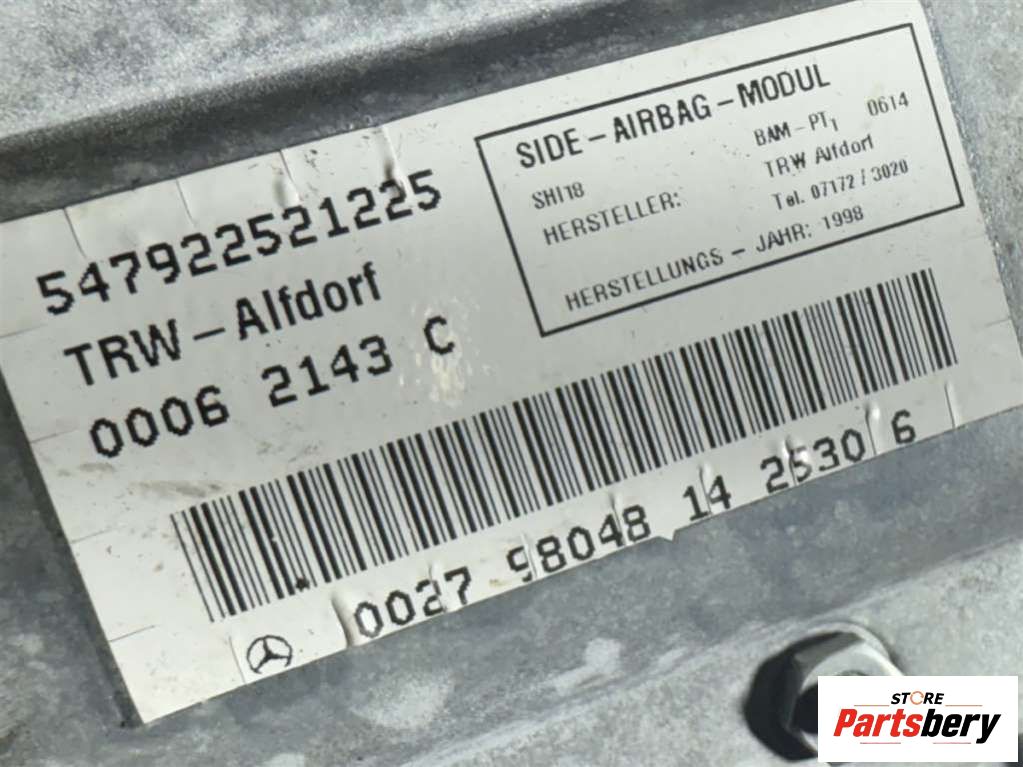 547922521225
TRW-Alfdorf
0006 2143 C
SIDE-AIRBAG-MODUL
SH118 BAM-PT1 0614
HERSTELLER: TRW Alfdorf
Tel. 07172/3020
HERSTELLUNGS-JAHR: 1998
0027 98048 14 2530 6
STORE
Partsbery